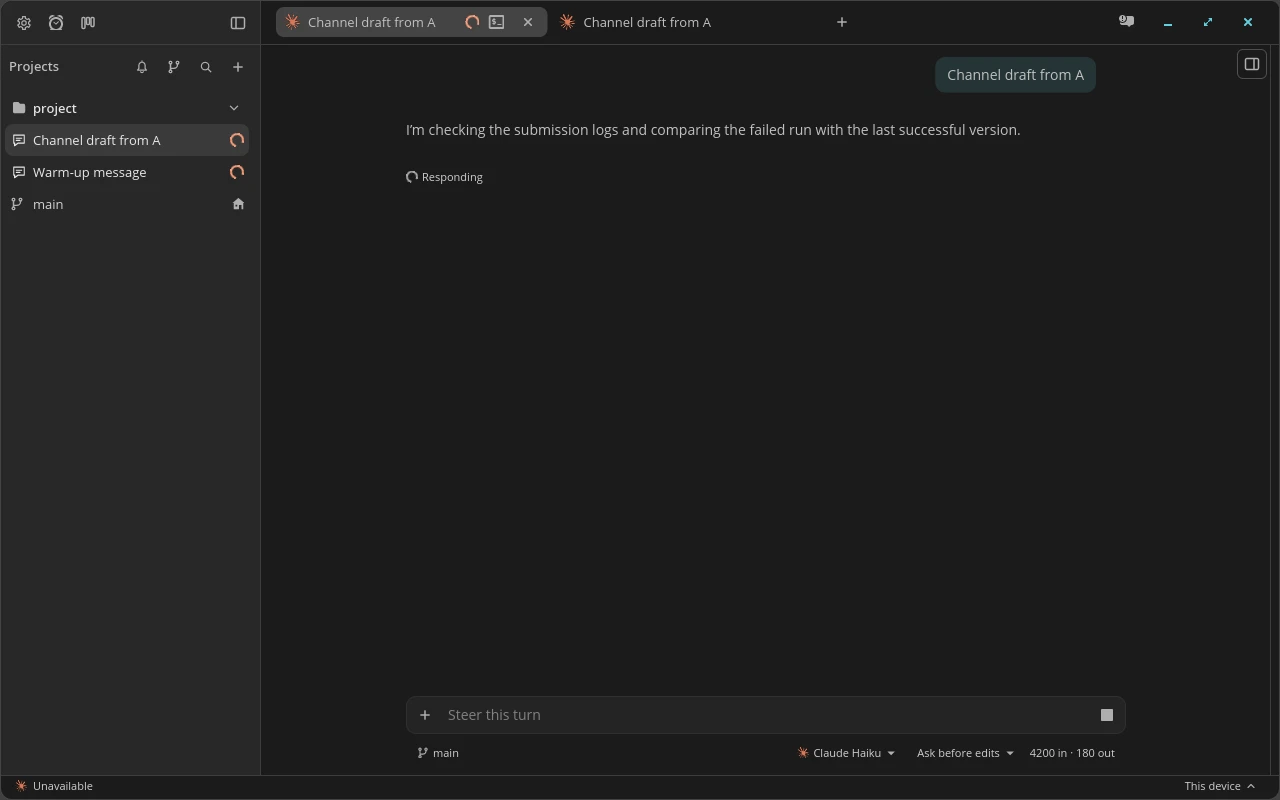 Channel draft from A
Channel draft from A
Projects
project
Channel draft from A
Warm-up message
main
Channel draft from A
I'm checking the submission logs and comparing the failed run with the last successful version.
Responding
Steer this turn
main
Claude Haiku
Ask before edits
4200 in · 180 out
Unavailable
This device